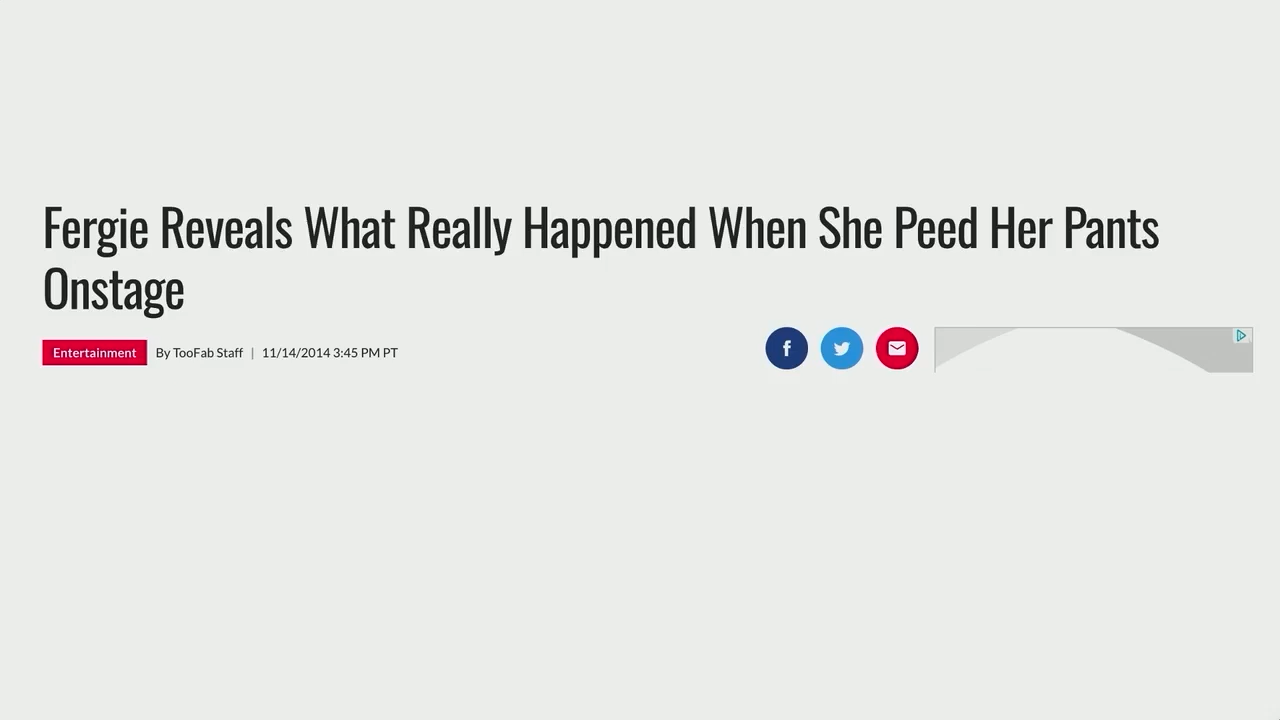 Fergie Reveals What Really Happened When She Peed Her Pants
Onstage
Entertainment By TooFab Staff | 11/14/2014 3:45 PM PT